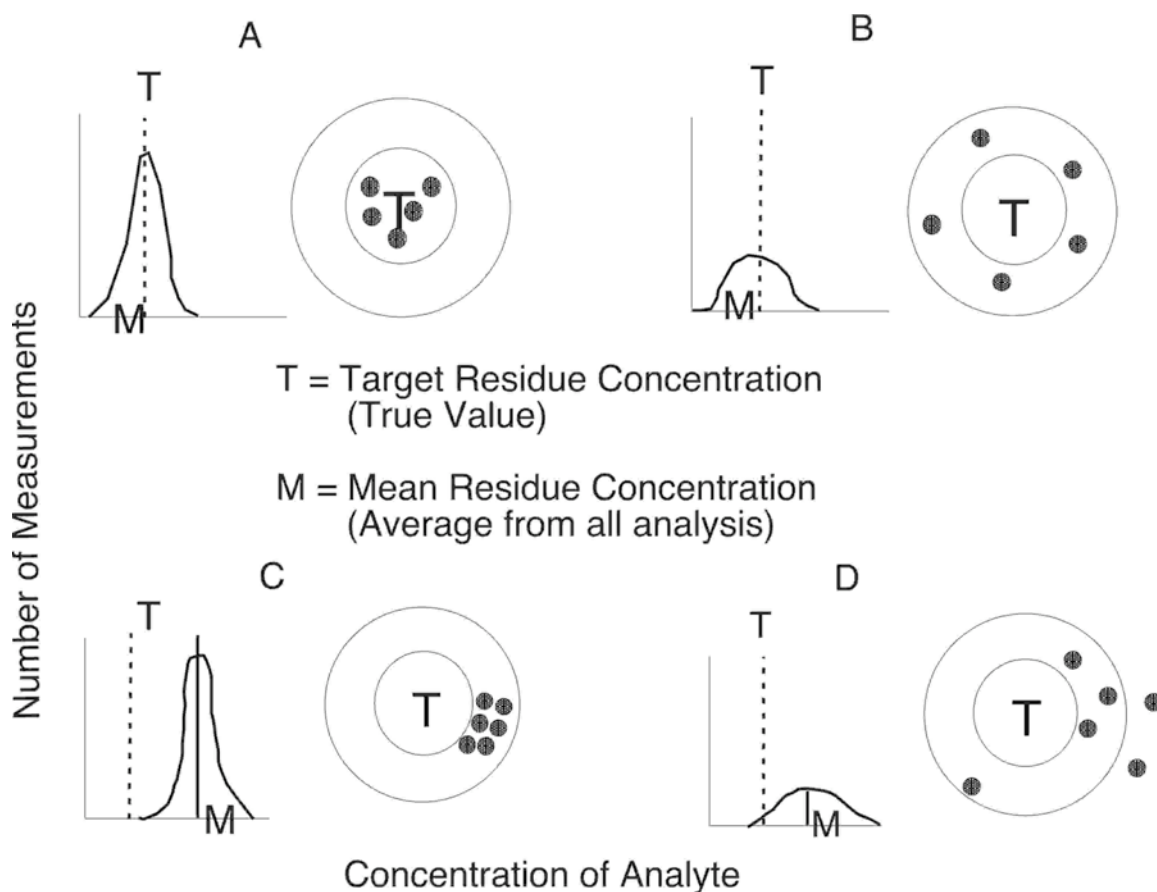 A
B
T
T
T
T
M
M
T = Target Residue Concentration
(True Value)
M = Mean Residue Concentration
(Average from all analysis)
Number of Measurements
C
D
T
T
T
T
M
M
Concentration of Analyte